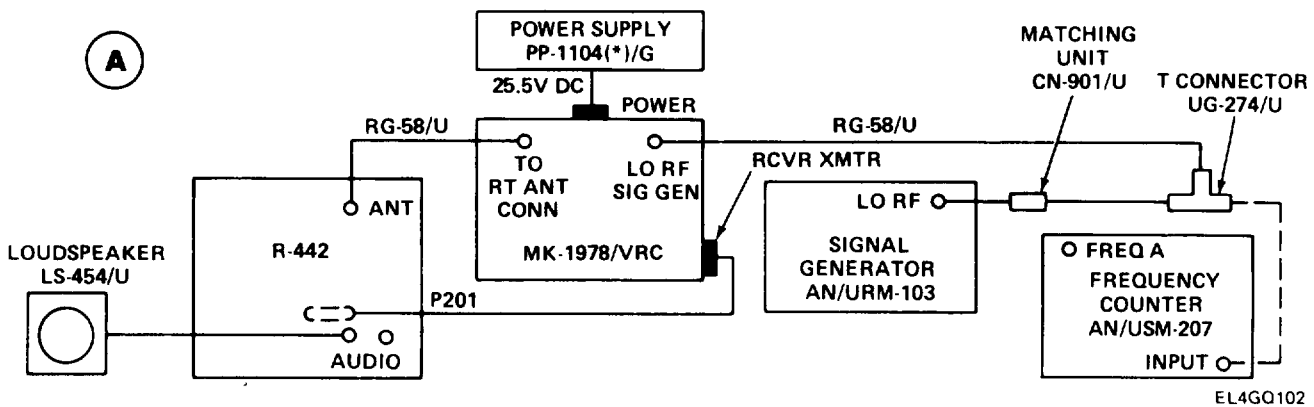 A
POWER SUPPLY
PP-1104(*)/G
25.5V DC
POWER
MATCHING
UNIT
CN-901/U
T CONNECTOR
UG-274/U
RG-58/U
RG-58/U
TO
RT ANT
CONN
LO RF
SIG GEN
MK-1978/VRC
RCVR XMTR
ANT
R-442
P201
AUDIO
LOUDSPEAKER
LS-454/U
LO RF
SIGNAL
GENERATOR
AN/URM-103
FREQ A
FREQUENCY
COUNTER
AN/USM-207
INPUT
EL4GQ102